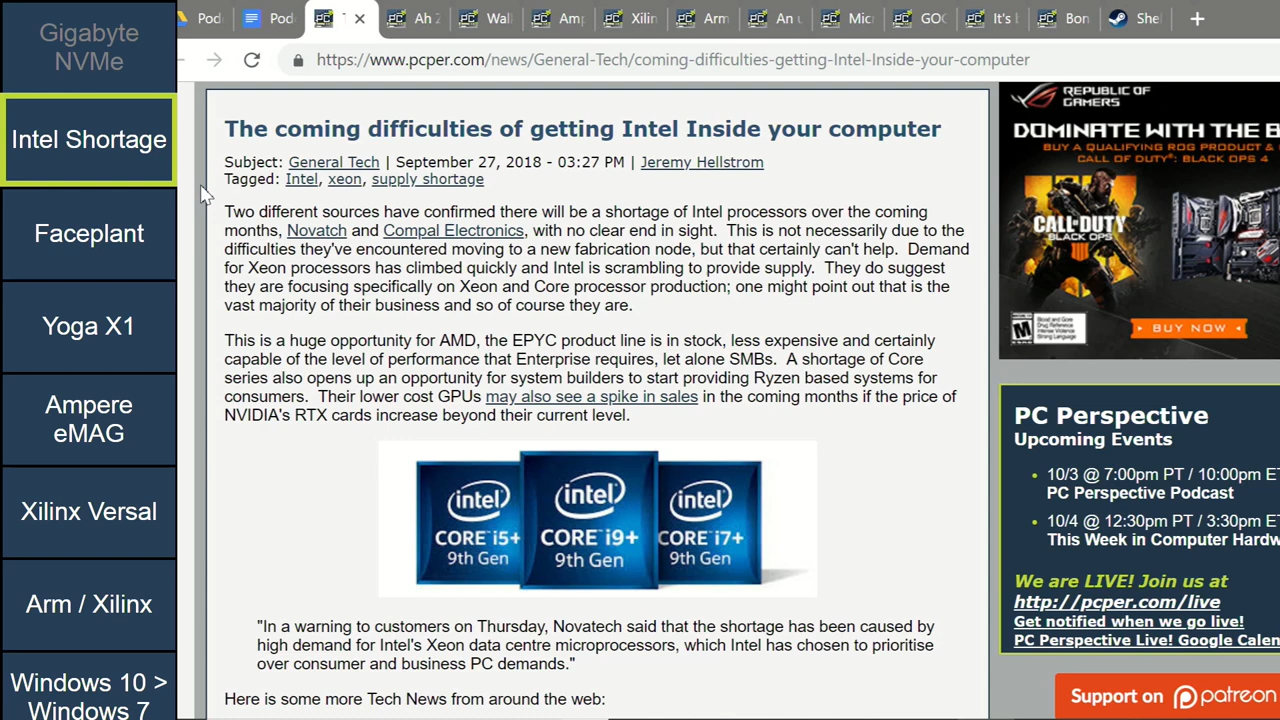 Gigabyte
NVMe
Intel Shortage
Faceplant
Yoga X1
Ampere
eMAG
Xilinx Versal
Arm / Xilinx
Windows 10 >
Windows 7
Pod
Pod
Ah Z
Wall
Amp
Xilin
Arm
An u
Micr
GOO
It's l
Bon
Shel
https://www.pcper.com/news/General-Tech/coming-difficulties-getting-Intel-Inside-your-computer
The coming difficulties of getting Intel Inside your computer
Subject: General Tech | September 27, 2018 - 03:27 PM | Jeremy Hellstrom
Tagged: Intel, xeon, supply shortage
Two different sources have confirmed there will be a shortage of Intel processors over the coming
months, Novatch and Compal Electronics, with no clear end in sight. This is not necessarily due to the
difficulties they've encountered moving to a new fabrication node, but that certainly can't help. Demand
for Xeon processors has climbed quickly and Intel is scrambling to provide supply. They do suggest
they are focusing specifically on Xeon and Core processor production; one might point out that is the
vast majority of their business and so of course they are.
This is a huge opportunity for AMD, the EPYC product line is in stock, less expensive and certainly
capable of the level of performance that Enterprise requires, let alone SMBs. A shortage of Core
series also opens up an opportunity for system builders to start providing Ryzen based systems for
consumers. Their lower cost GPUs may also see a spike in sales in the coming months if the price of
NVIDIA's RTX cards increase beyond their current level.
intel
CORE i5+
9th Gen
intel
CORE i9+
9th Gen
intel
CORE i7+
9th Gen
"In a warning to customers on Thursday, Novatech said that the shortage has been caused by
high demand for Intel's Xeon data centre microprocessors, which Intel has chosen to prioritise
over consumer and business PC demands."
Here is some more Tech News from around the web:
REPUBLIC OF
GAMERS
DOMINATE WITH THE B
BUY A QUALIFYING ROG PRODUCT &
CALL OF DUTY: BLACK OPS 4
CALL OF DUTY
BLACK OPS
BUY NOW
PC Perspective
Upcoming Events
10/3 @ 7:00pm PT / 10:00pm ET
PC Perspective Podcast
10/4 @ 12:30pm PT / 3:30pm ET
This Week in Computer Hardw
We are LIVE! Join us at
http://pcper.com/live
Get notified when we go live!
PC Perspective Live! Google Calen
Support on patreon